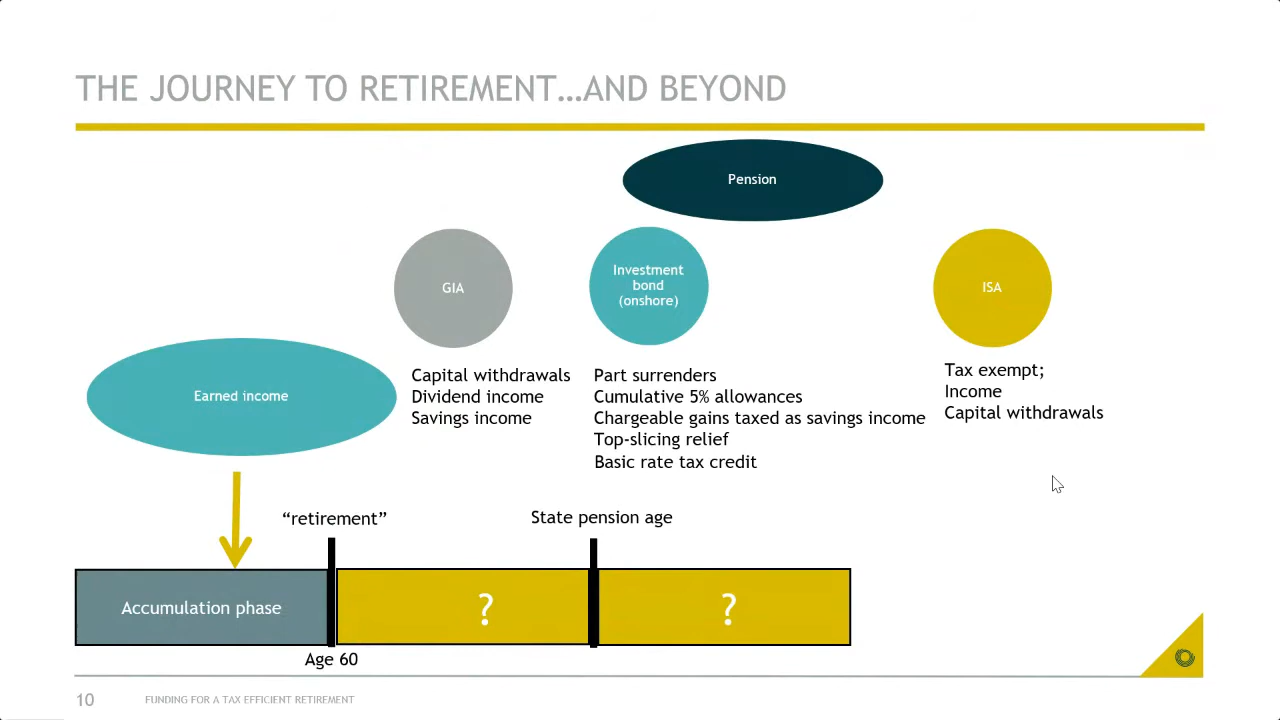 THE JOURNEY TO RETIREMENT...AND BEYOND
Pension
GIA
Investment
bond
(onshore)
ISA
Earned income
Capital withdrawals
Dividend income
Savings income
Part surrenders
Cumulative 5% allowances
Chargeable gains taxed as savings income
Top-slicing relief
Basic rate tax credit
Tax exempt;
Income
Capital withdrawals
“retirement”
State pension age
Accumulation phase
?
?
Age 60
10
FUNDING FOR A TAX EFFICIENT RETIREMENT